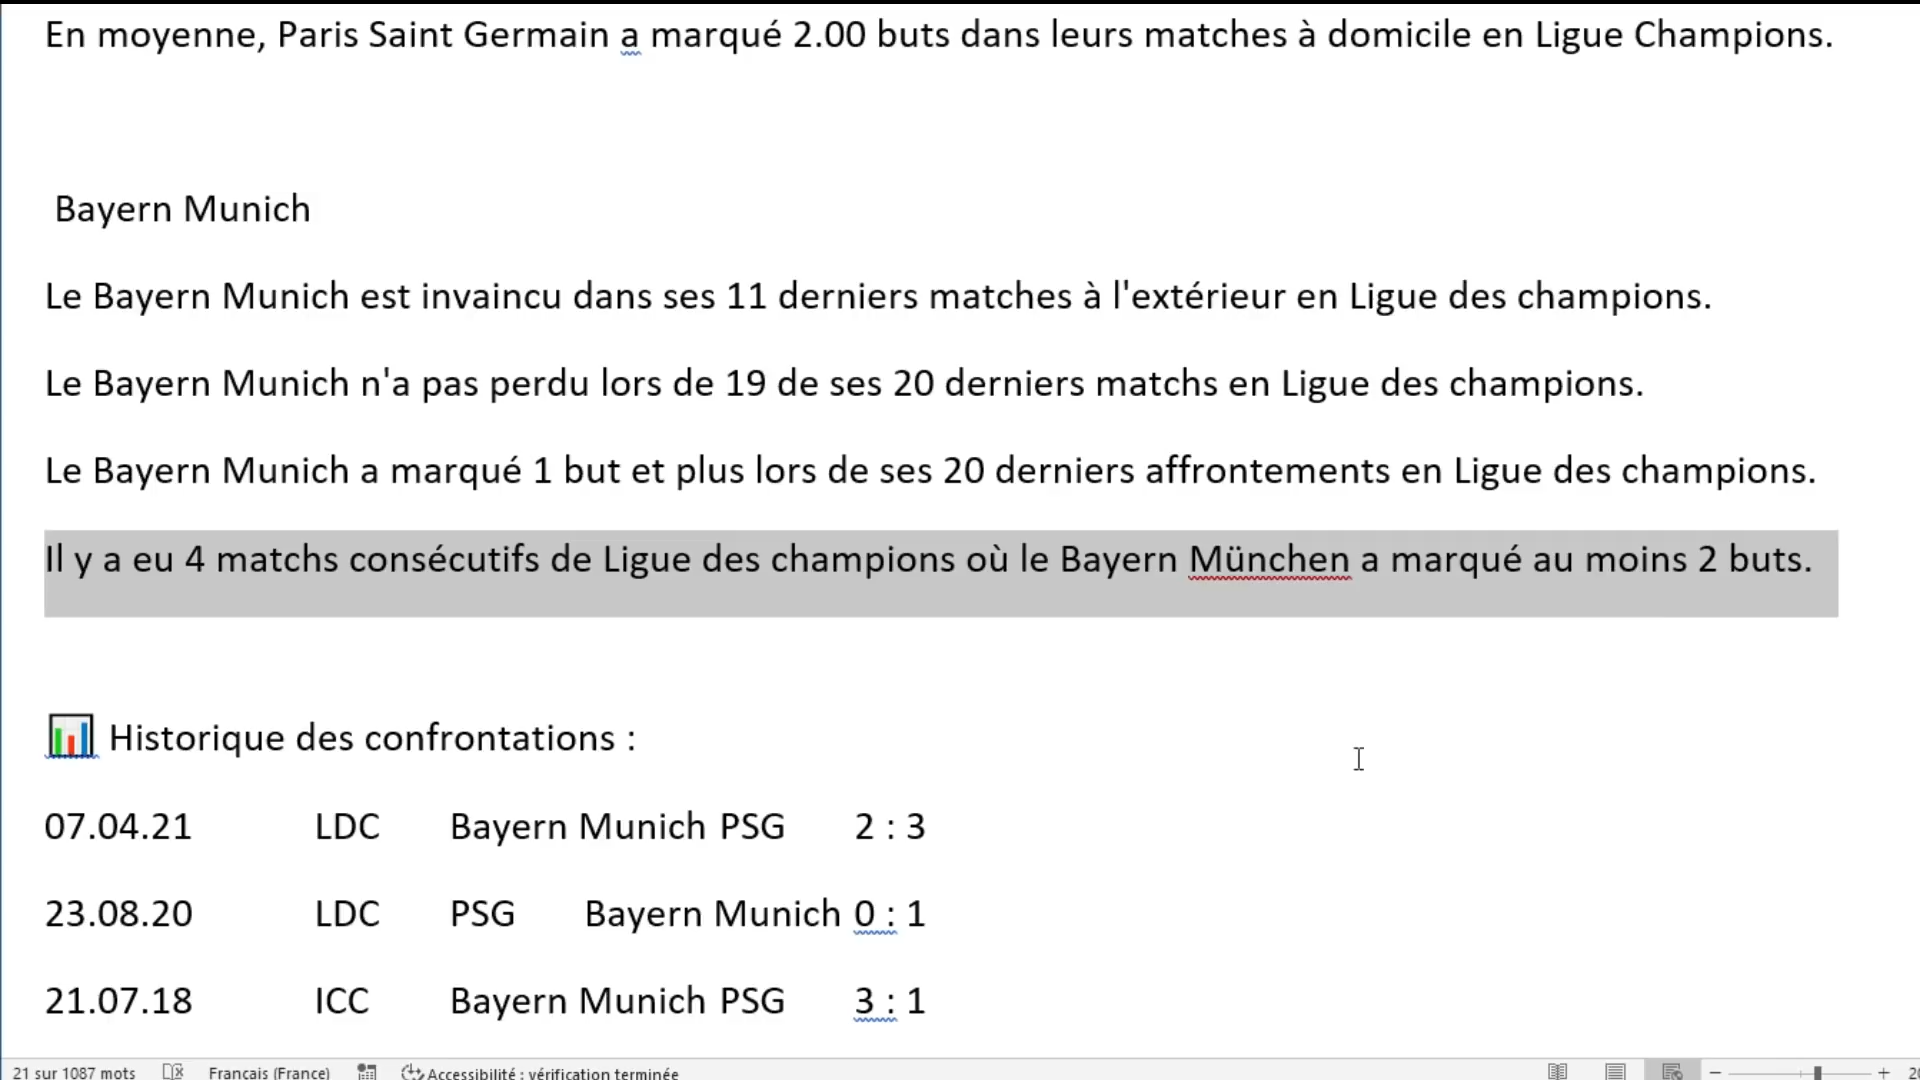 En moyenne, Paris Saint Germain a marqué 2.00 buts dans leurs matches à domicile en Ligue Champions.
Bayern Munich
Le Bayern Munich est invaincu dans ses 11 derniers matches à l'extérieur en Ligue des champions.
Le Bayern Munich n'a pas perdu lors de 19 de ses 20 derniers matchs en Ligue des champions.
Le Bayern Munich a marqué 1 but et plus lors de ses 20 derniers affrontements en Ligue des champions.
Il y a eu 4 matchs consécutifs de Ligue des champions où le Bayern München a marqué au moins 2 buts.
📊 Historique des confrontations :
07.04.21 LDC Bayern Munich PSG 2 : 3
23.08.20 LDC PSG Bayern Munich 0 : 1
21.07.18 ICC Bayern Munich PSG 3 : 1
21 sur 1087 mots Français (France) Accessibilité : vérification terminée